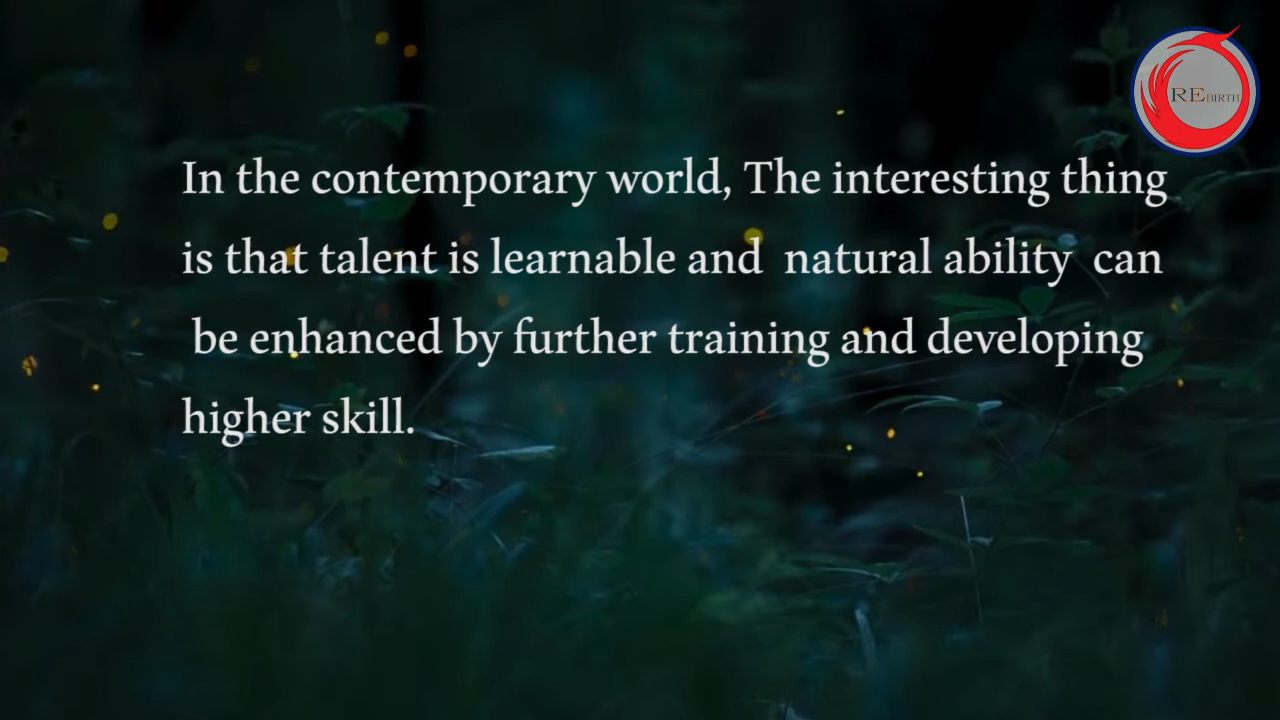 REBIRTH
In the contemporary world, The interesting thing
is that talent is learnable and  natural ability  can
be enhanced by further training and developing
higher skill.